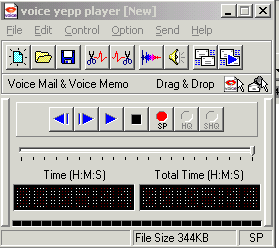 voice yepp player [New]
File Edit Control Option Send Help
Voice Mail & Voice Memo Drag & Drop
SP HQ SHQ
Time (H:M:S) Total Time (H:M:S)
File Size 344KB SP